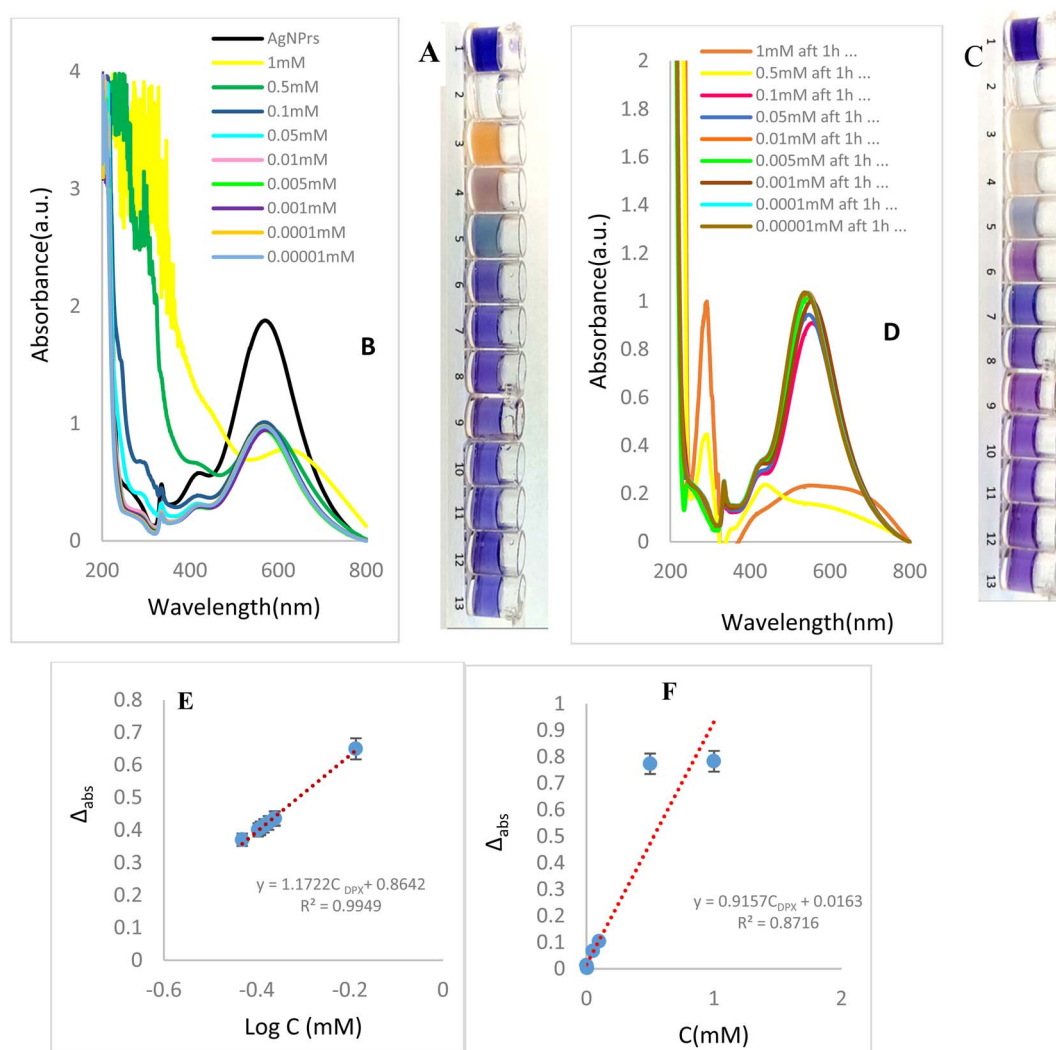 AgNPrs
1mM
0.5mM
0.1mM
0.05mM
0.01mM
0.005mM
0.001mM
0.0001mM
0.00001mM
4
3
2
1
0
200 400 600 800
Absorbance(a.u.)
Wavelength(nm)
B
A
1
2
3
4
5
6
7
8
9
10
11
12
13
1mM aft 1h ...
0.5mM aft 1h ...
0.1mM aft 1h ...
0.05mM aft 1h ...
0.01mM aft 1h ...
0.005mM aft 1h ...
0.001mM aft 1h ...
0.0001mM aft 1h ...
0.00001mM aft 1h ...
2
1.8
1.6
1.4
1.2
1
0.8
0.6
0.4
0.2
0
200 400 600 800
Absorbance(a.u.)
Wavelength(nm)
D
C
1
2
3
4
5
6
7
8
9
10
11
12
13
E
0.8
0.7
0.6
0.5
0.4
0.3
0.2
0.1
0
-0.6 -0.4 -0.2 0
Δabs
Log C (mM)
y = 1.1722C DPX+ 0.8642
R² = 0.9949
F
1
0.9
0.8
0.7
0.6
0.5
0.4
0.3
0.2
0.1
0
0 1 2
Δabs
C(mM)
y = 0.9157CDPX + 0.0163
R² = 0.8716